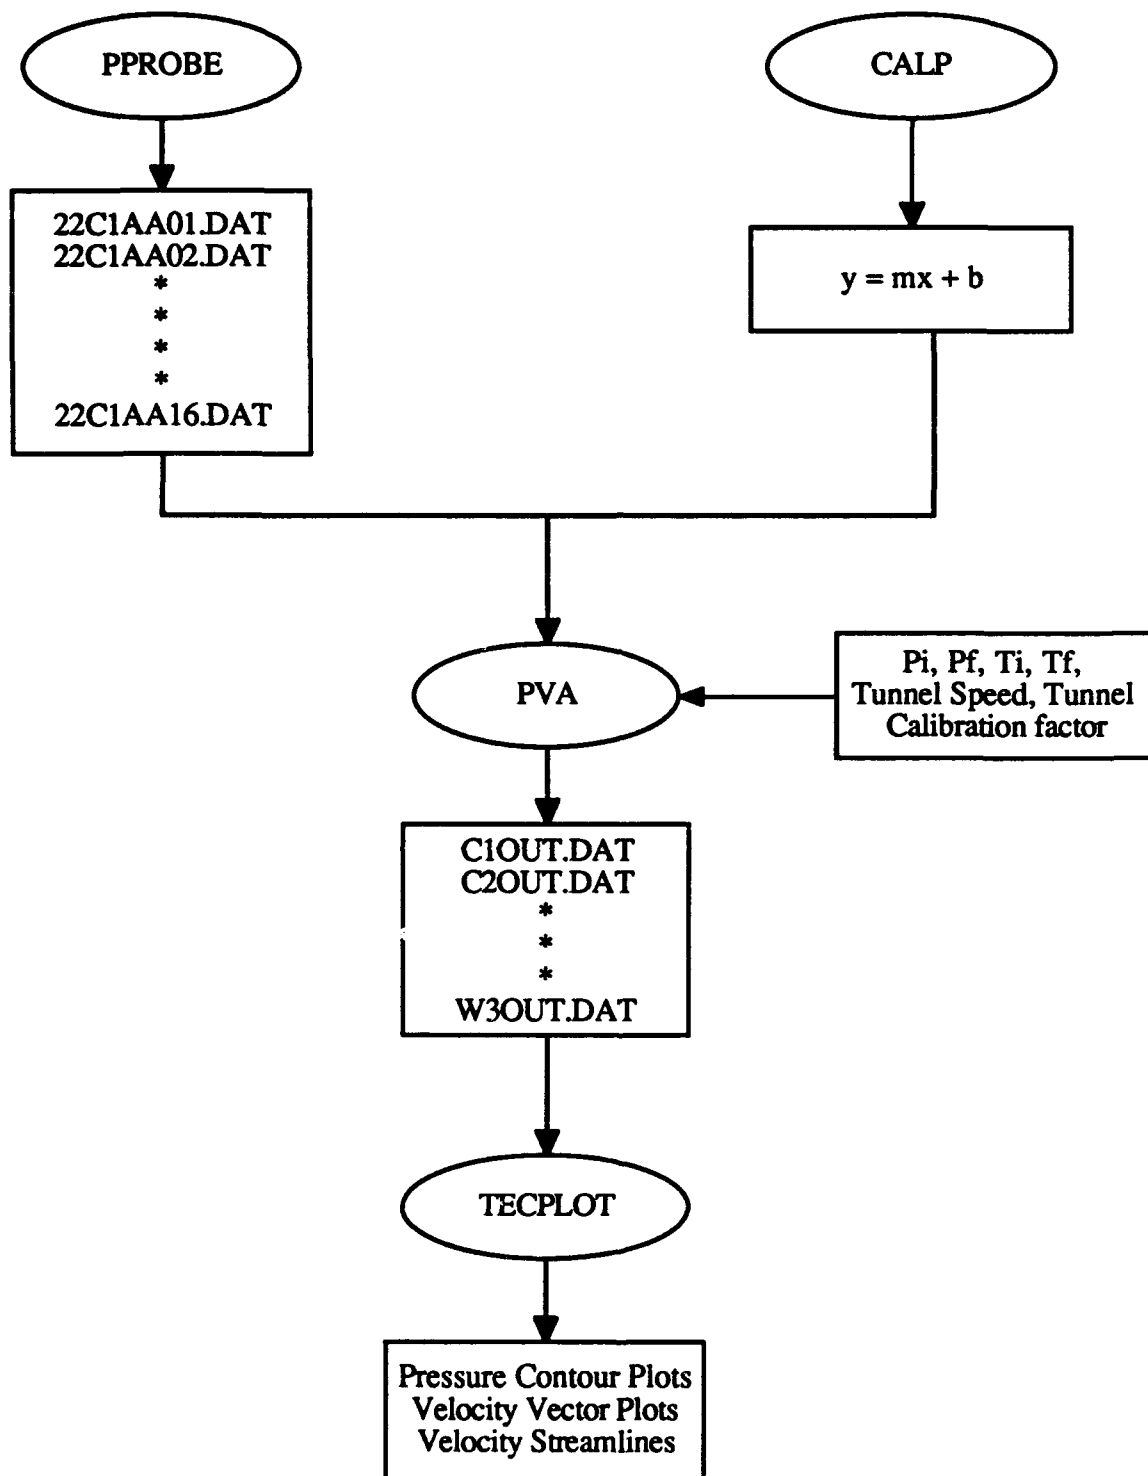 PPROBE
CALP
22C1AA01.DAT
22C1AA02.DAT
*
*
*
*
22C1AA16.DAT
y = mx + b
PVA
Pi, Pf, Ti, Tf,
Tunnel Speed, Tunnel
Calibration factor
C1OUT.DAT
C2OUT.DAT
*
*
*
W3OUT.DAT
TECPLOT
Pressure Contour Plots
Velocity Vector Plots
Velocity Streamlines